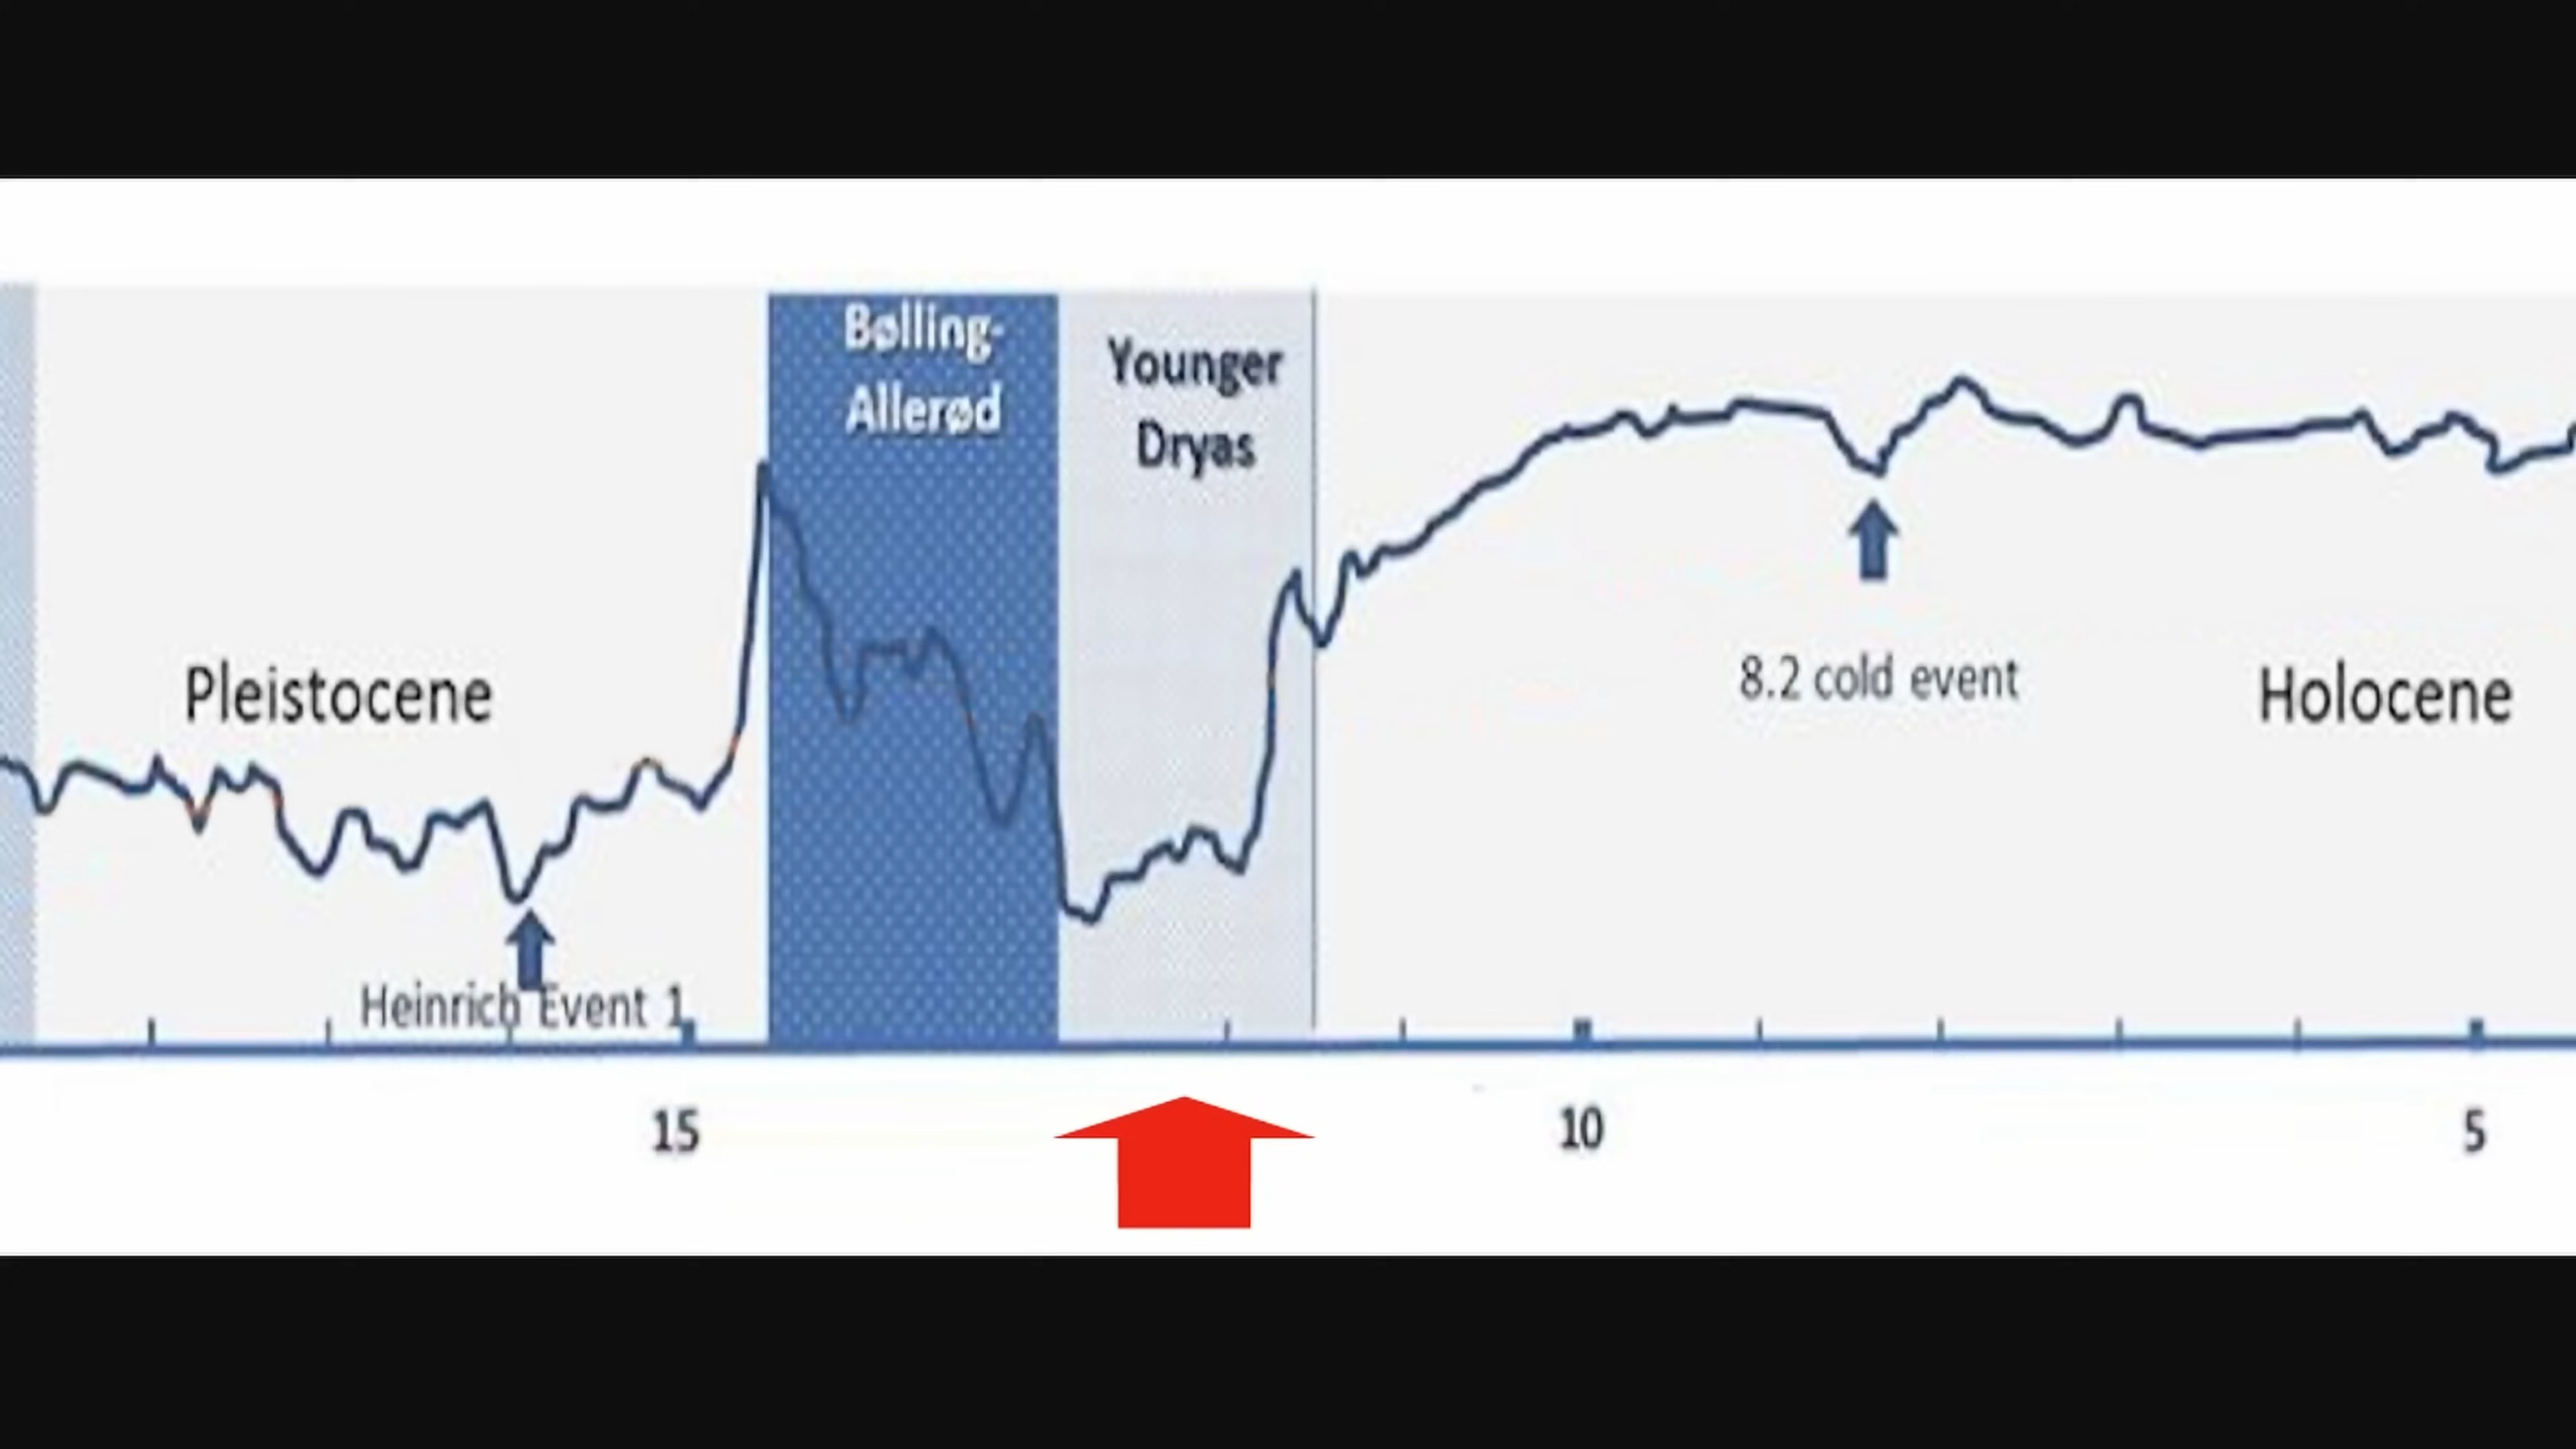 Bølling-
Allerød
Younger
Dryas
Pleistocene
8.2 cold event
Holocene
Heinrich Event 1
15
10
5